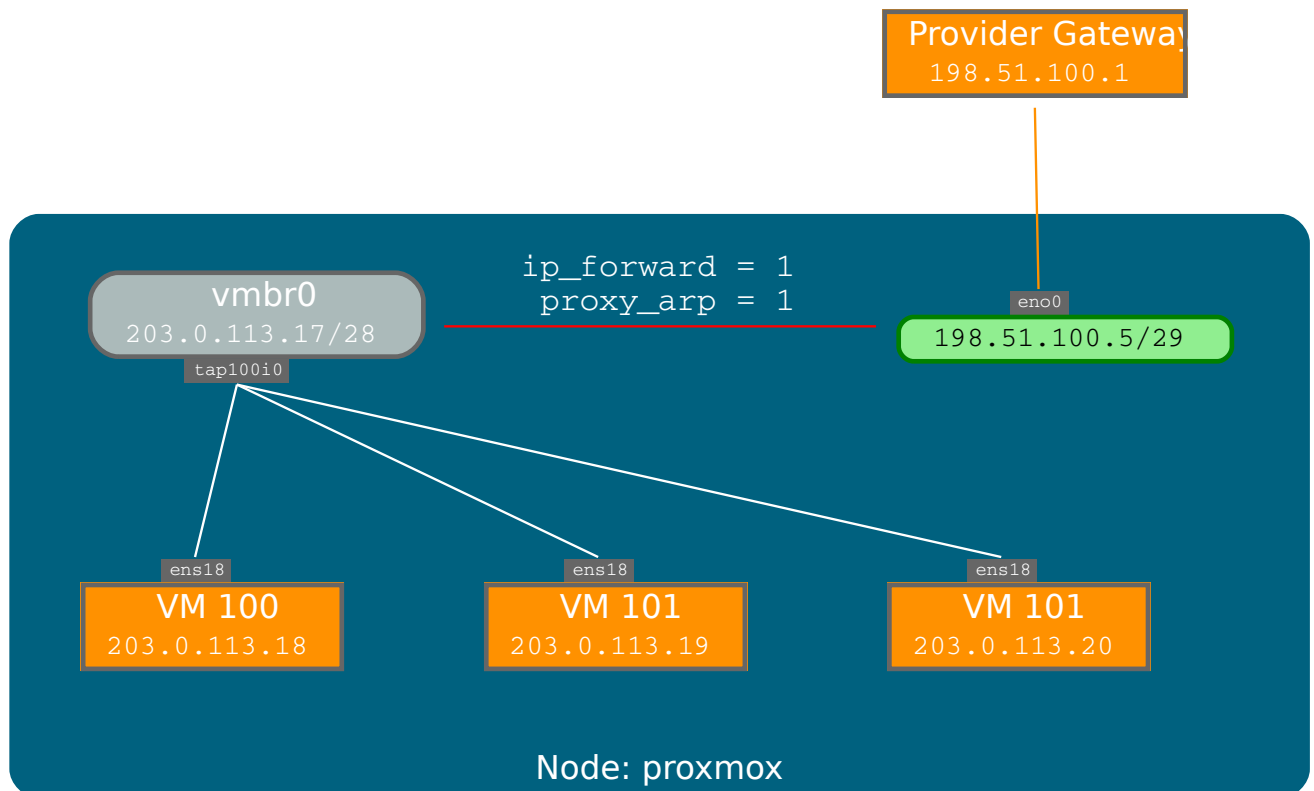 Provider Gateway
198.51.100.1
ip_forward = 1
proxy_arp = 1
vmbr0
203.0.113.17/28
tap100i0
eno0
198.51.100.5/29
ens18
VM 100
203.0.113.18
ens18
VM 101
203.0.113.19
ens18
VM 101
203.0.113.20
Node: proxmox